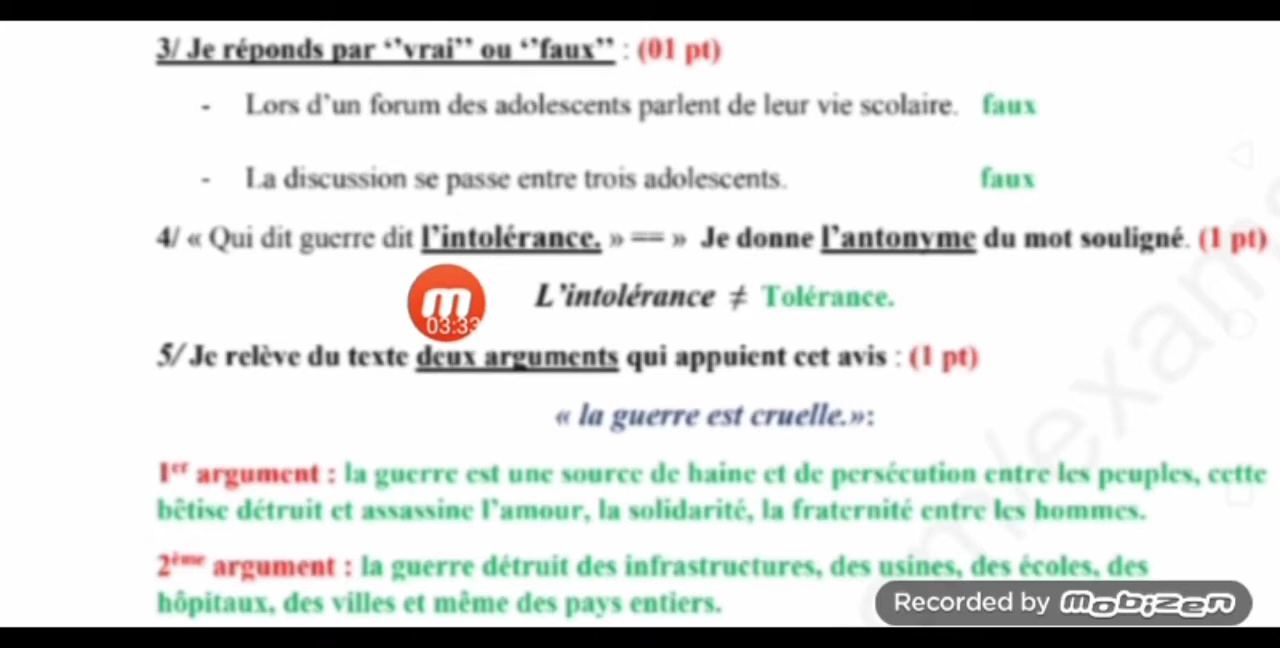 3/ Je réponds par ‘’vrai’’ ou ‘’faux’’ : (01 pt)
- Lors d’un forum des adolescents parlent de leur vie scolaire. faux
- La discussion se passe entre trois adolescents. faux
4/ « Qui dit guerre dit l’intolérance. » == » Je donne l’antonyme du mot souligné. (1 pt)
L’intolérance ≠ Tolérance.
03:33
5/ Je relève du texte deux arguments qui appuient cet avis : (1 pt)
« la guerre est cruelle.»:
1er argument : la guerre est une source de haine et de persécution entre les peuples, cette
bêtise détruit et assassine l’amour, la solidarité, la fraternité entre les hommes.
2ème argument : la guerre détruit des infrastructures, des usines, des écoles, des
hôpitaux, des villes et même des pays entiers.
Recorded by mobizen